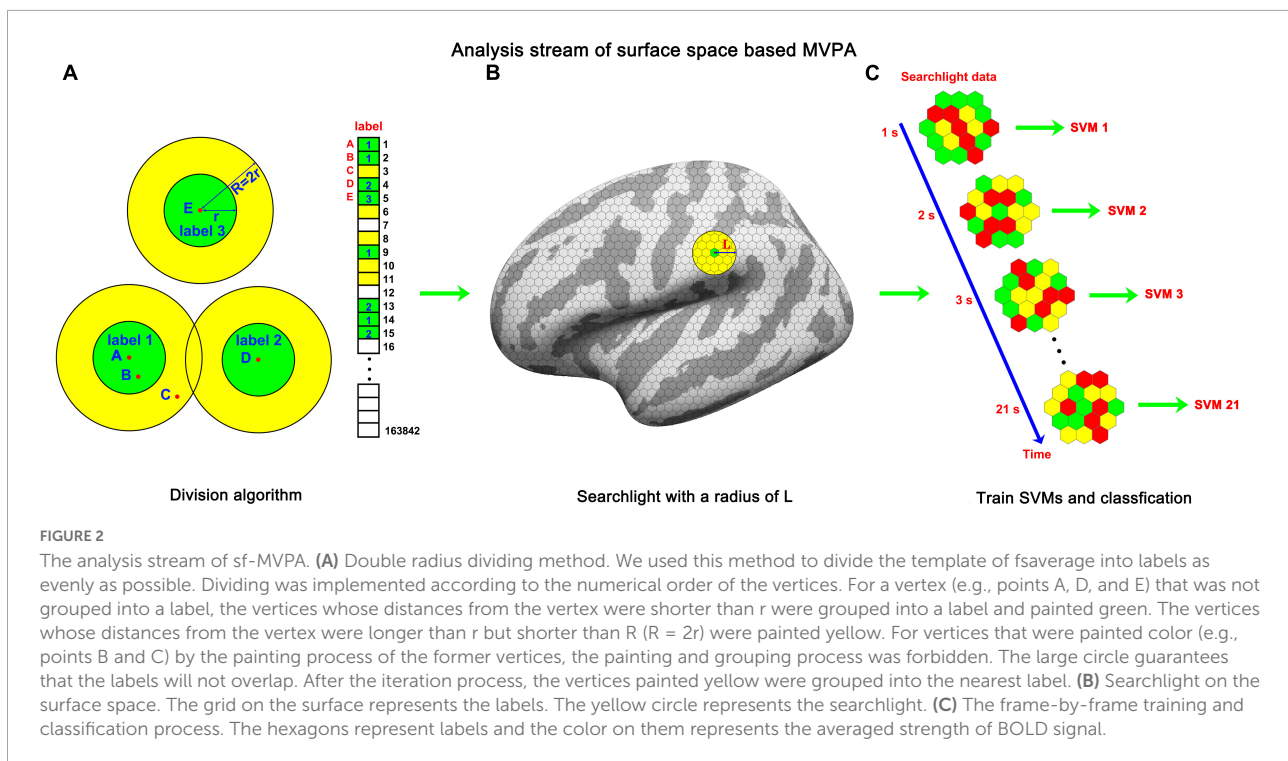 Analysis stream of surface space based MVPA
A
E
r
R=2r
label 3
label 1
A
B
C
label 2
D
label
A 1 1
B 1 2
C 3
D 2 4
E 3 5
6
7
8
1 9
10
11
12
2 13
1 14
2 15
16
163842
Division algorithm
B
L
Searchlight with a radius of L
C
Searchlight data
1 s
SVM 1
2 s
SVM 2
3 s
SVM 3
21 s
SVM 21
Time
Train SVMs and classfication
FIGURE 2
The analysis stream of sf-MVPA. (A) Double radius dividing method. We used this method to divide the template of fsaverage into labels as
evenly as possible. Dividing was implemented according to the numerical order of the vertices. For a vertex (e.g., points A, D, and E) that was not
grouped into a label, the vertices whose distances from the vertex were shorter than r were grouped into a label and painted green. The vertices
whose distances from the vertex were longer than r but shorter than R (R = 2r) were painted yellow. For vertices that were painted color (e.g.,
points B and C) by the painting process of the former vertices, the painting and grouping process was forbidden. The large circle guarantees
that the labels will not overlap. After the iteration process, the vertices painted yellow were grouped into the nearest label. (B) Searchlight on the
surface space. The grid on the surface represents the labels. The yellow circle represents the searchlight. (C) The frame-by-frame training and
classification process. The hexagons represent labels and the color on them represents the averaged strength of BOLD signal.